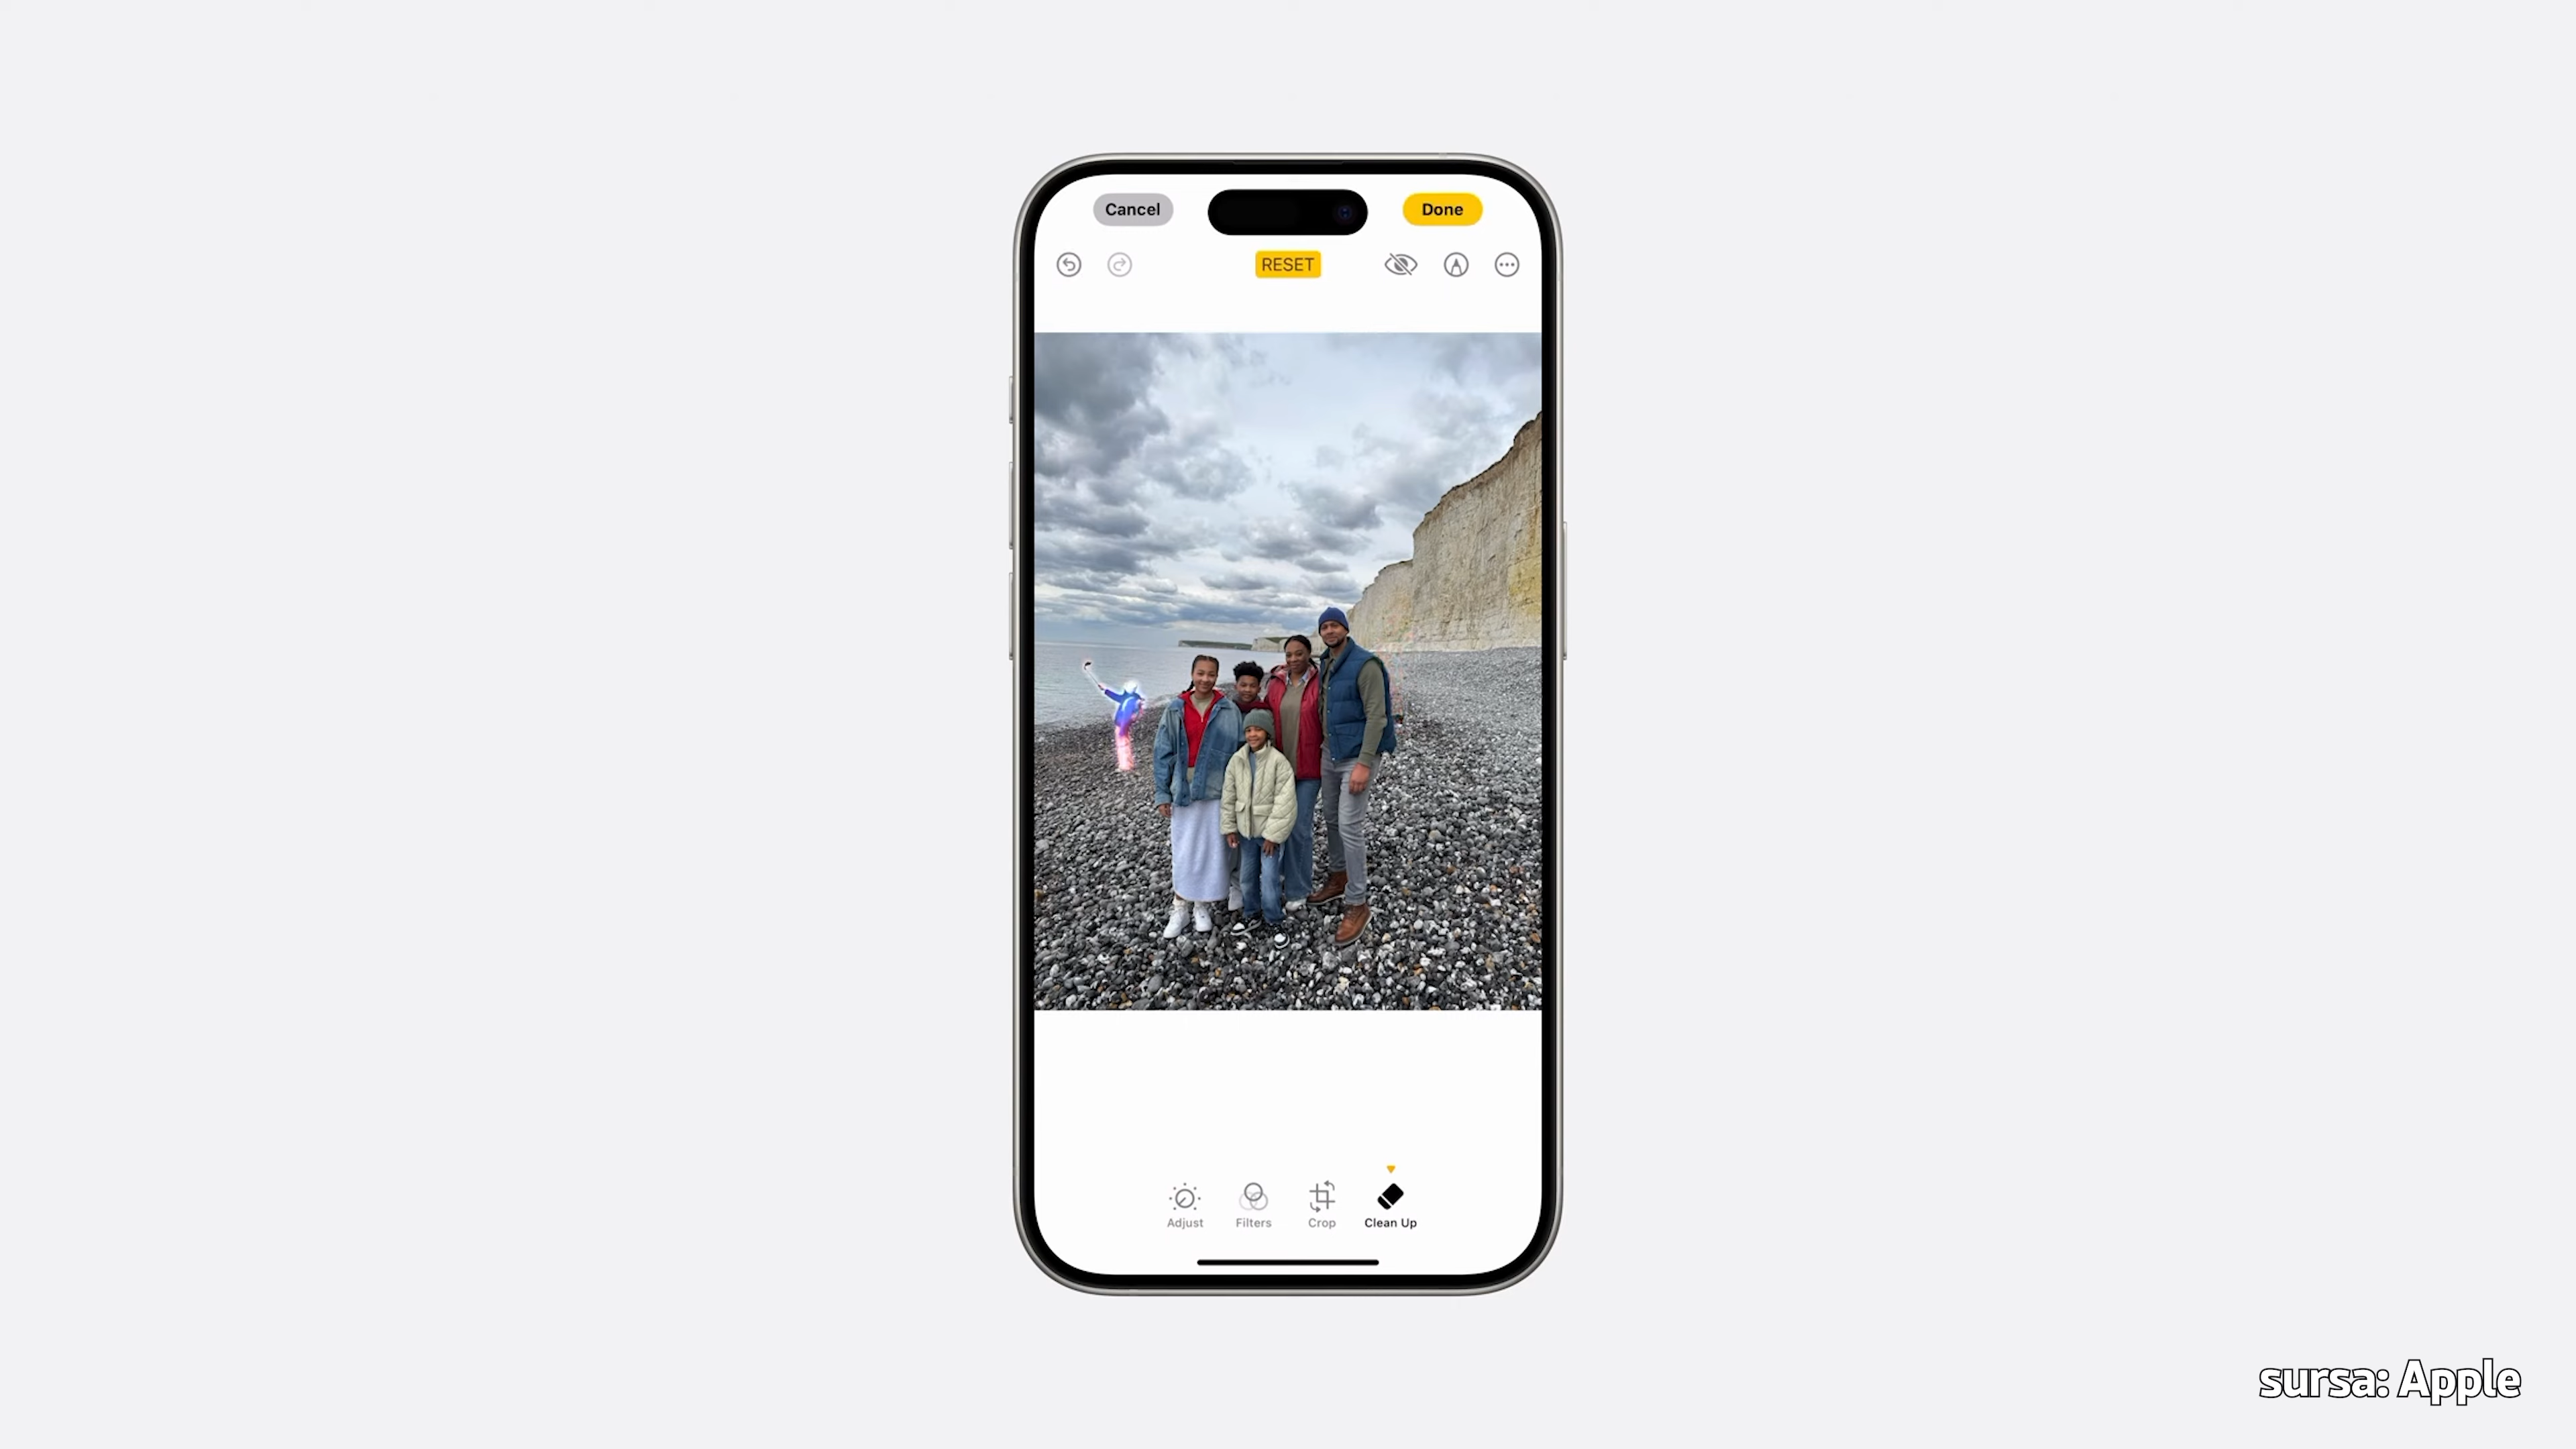 Cancel
Done
RESET
Adjust
Filters
Crop
Clean Up
sursa: Apple